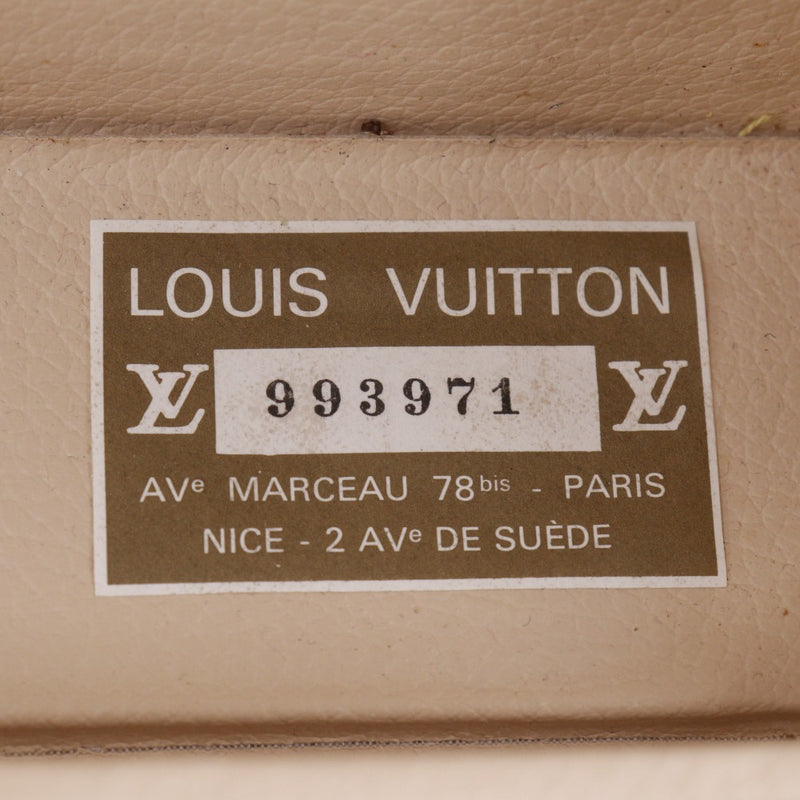 LOUIS VUITTON
LV 993971 LV
AVe MARCEAU 78bis - PARIS
NICE - 2 AVe DE SUÈDE